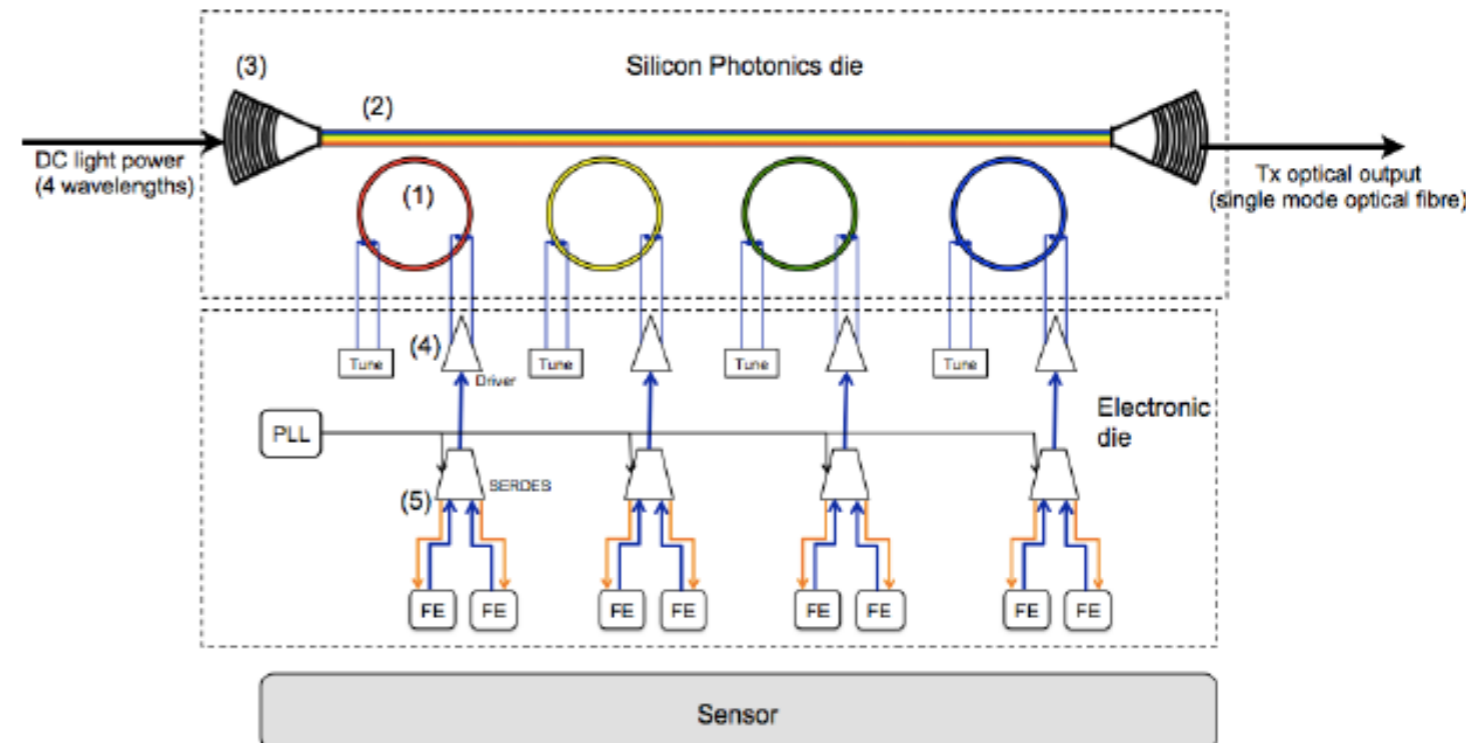 (3)
Silicon Photonics die
(2)
DC light power
(4 wavelengths)
Tx optical output
(single mode optical fibre)
(1)
(4)
Tune
Tune
Tune
Tune
Driver
Electronic
die
PLL
SERDES
(5)
FE
FE
FE
FE
FE
FE
FE
FE
Sensor